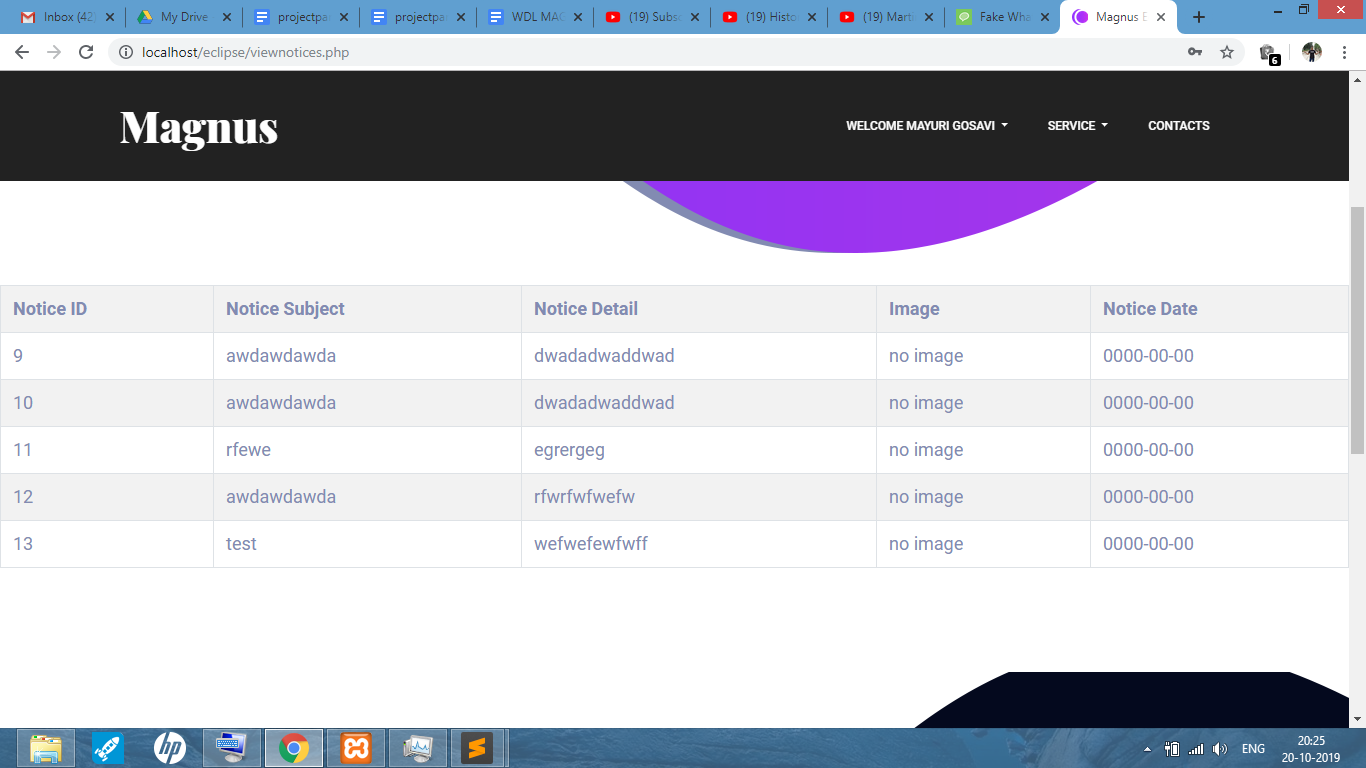 Inbox (42) My Drive projectpa projectpa WDL MAG (19) Subsc (19) Histo (19) Marti Fake Wha Magnus E
localhost/eclipse/viewnotices.php
6
Magnus WELCOME MAYURI GOSAVI SERVICE CONTACTS
Notice ID Notice Subject Notice Detail Image Notice Date
9 awdawdawda dwadadwaddwad no image 0000-00-00
10 awdawdawda dwadadwaddwad no image 0000-00-00
11 rfewe egrergeg no image 0000-00-00
12 awdawdawda rfwrfwfwefw no image 0000-00-00
13 test wefwefewfwff no image 0000-00-00
hp ENG 20:25
20-10-2019